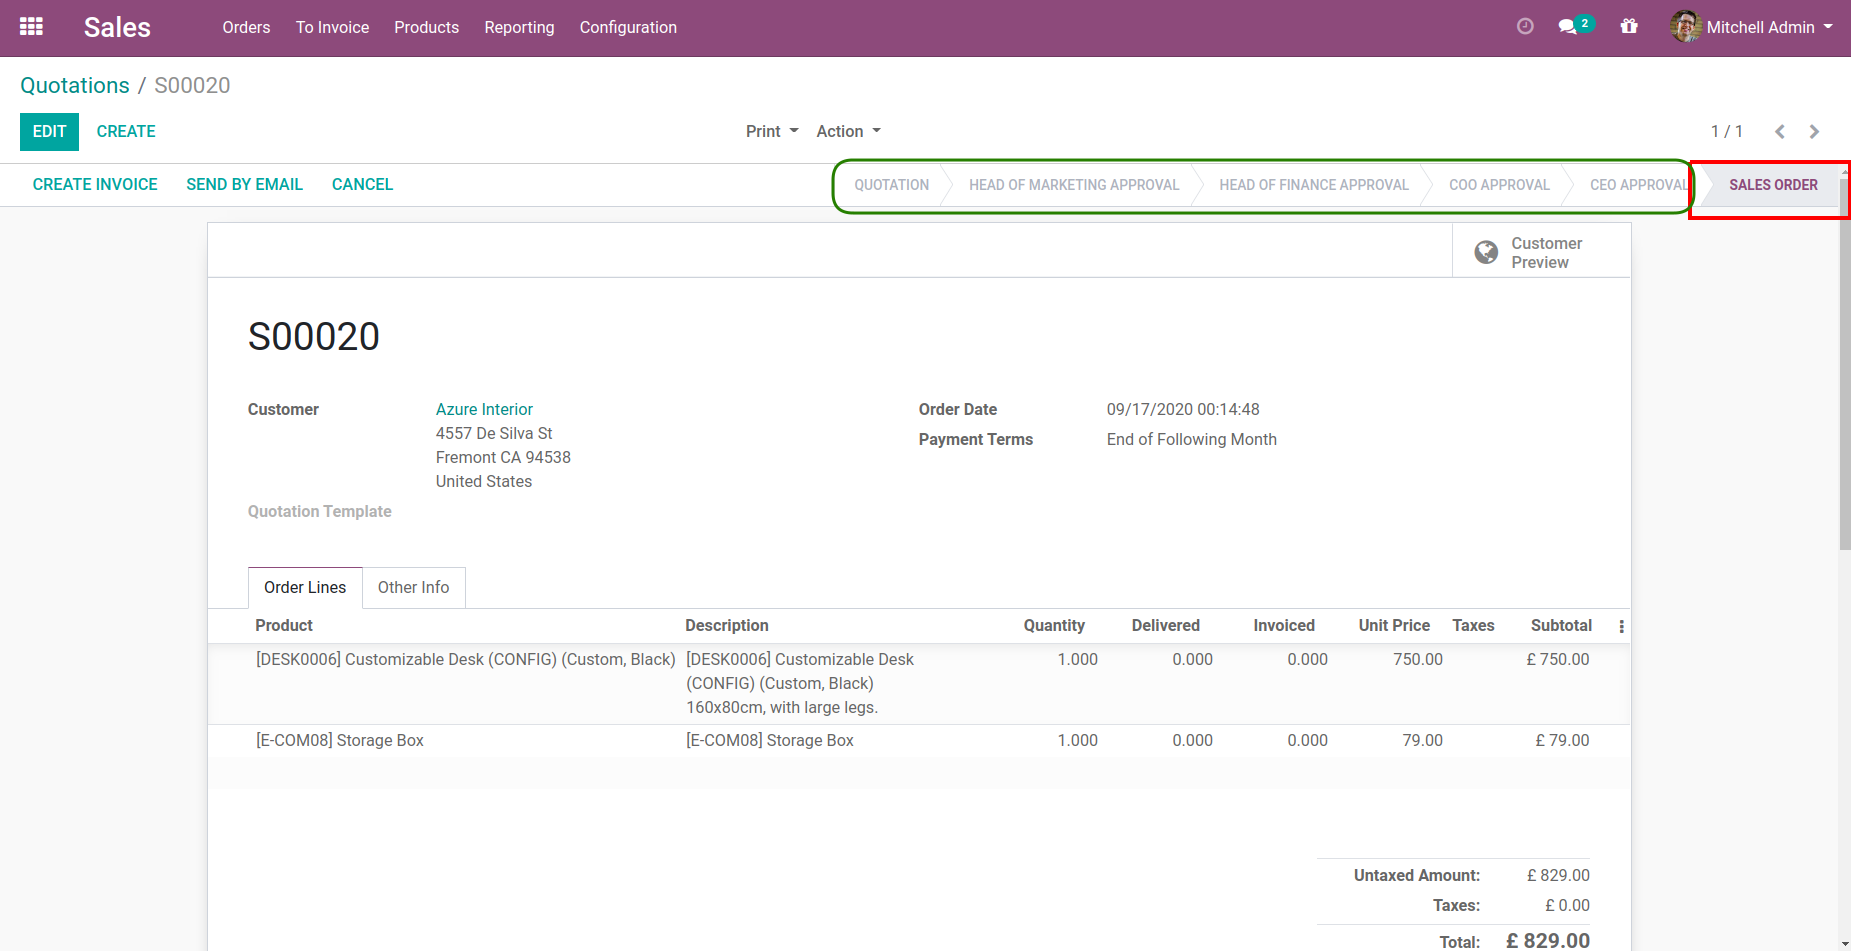 Sales Orders To Invoice Products Reporting Configuration 2 Mitchell Admin
Quotations / S00020
EDIT CREATE Print Action 1 / 1
CREATE INVOICE SEND BY EMAIL CANCEL QUOTATION HEAD OF MARKETING APPROVAL HEAD OF FINANCE APPROVAL COO APPROVAL CEO APPROVAL SALES ORDER
Customer
Preview
S00020
Customer Azure Interior Order Date 09/17/2020 00:14:48
4557 De Silva St Payment Terms End of Following Month
Fremont CA 94538
United States
Quotation Template
Order Lines Other Info
Product Description Quantity Delivered Invoiced Unit Price Taxes Subtotal
[DESK0006] Customizable Desk (CONFIG) (Custom, Black) [DESK0006] Customizable Desk 1.000 0.000 0.000 750.00 £ 750.00
(CONFIG) (Custom, Black)
160x80cm, with large legs.
[E-COM08] Storage Box [E-COM08] Storage Box 1.000 0.000 0.000 79.00 £ 79.00
Untaxed Amount: £ 829.00
Taxes: £ 0.00
Total: £ 829.00